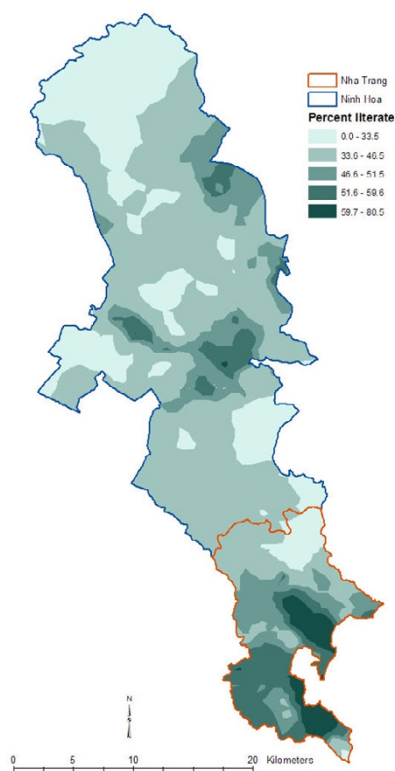 Nha Trang
Ninh Hoa
Percent literate
0.0 - 33.5
33.6 - 46.5
46.6 - 51.5
51.6 - 59.6
59.7 - 80.5
N
0 5 10 20 Kilometers